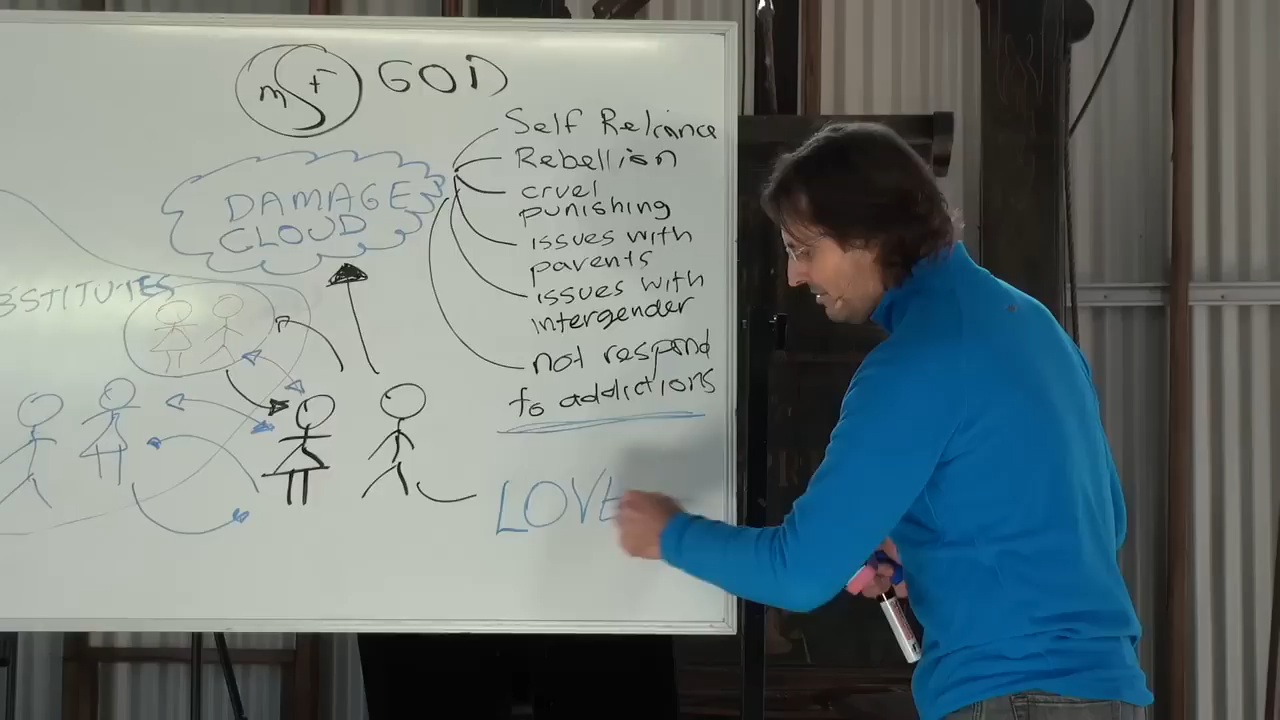 m f GOD
Self Reliance
Rebellion
cruel
punishing
DAMAGE
CLOUD
issues with
parents
issues with
intergender
not respond
to addictions
BSTITUTES
LOVE